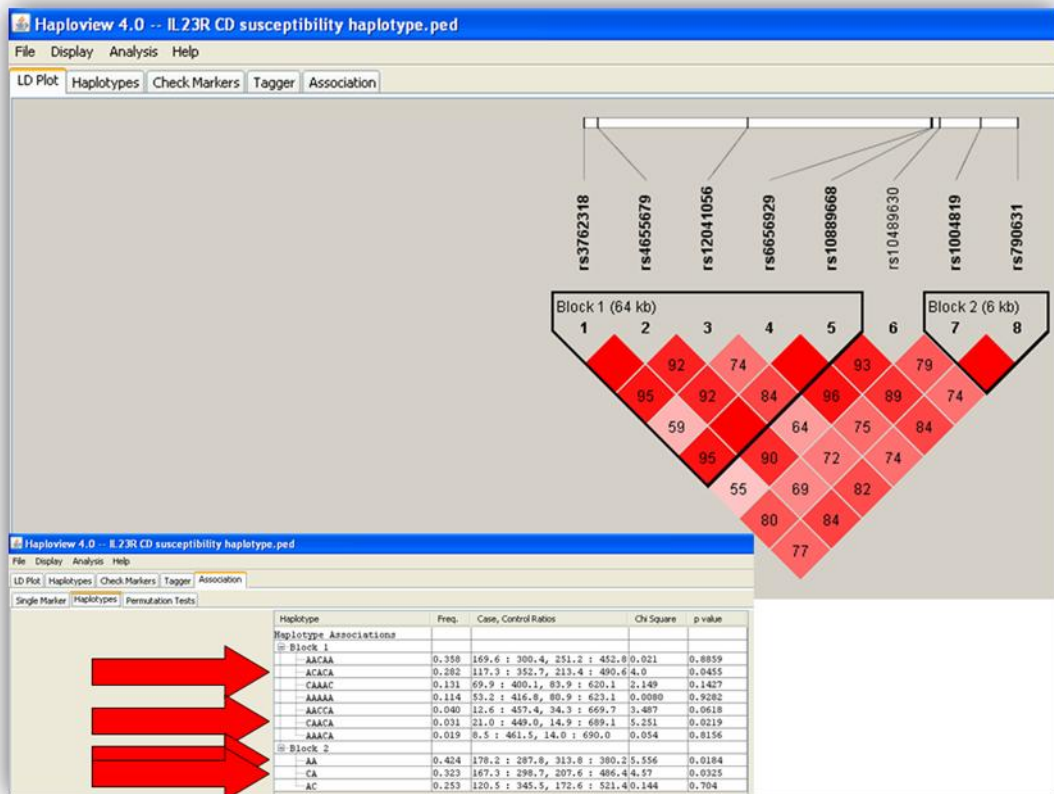 Haploview 4.0 -- IL23R CD susceptibility haplotype.ped
File Display Analysis Help
LD Plot Haplotypes Check Markers Tagger Association
rs3762318 rs4655679 rs12041056 rs6656929 rs10889668 rs10489630 rs1004819 rs790631
Block 1 (64 kb) Block 2 (6 kb)
1 2 3 4 5 6 7 8
92 74 93 79
95 92 84 96 89 74
59 64 75 84
95 90 72 74
55 69 82
80 84
77
Haploview 4.0 -- IL23R CD susceptibility haplotype.ped
File Display Analysis Help
LD Plot Haplotypes Check Markers Tagger Association
Single Marker Haplotypes Permutation Tests
Haplotype Freq. Case, Control Ratios Chi Square p value
Haplotype Associations
Block 1
AACAA 0.358 169.6 : 300.4, 251.2 : 452.8 0.021 0.8859
ACACA 0.282 117.3 : 352.7, 213.4 : 490.6 4.0 0.0455
CAAAC 0.131 69.9 : 400.1, 83.9 : 620.1 2.149 0.1427
AAAAA 0.114 53.2 : 416.8, 80.9 : 623.1 0.0080 0.9282
AACCA 0.040 12.6 : 457.4, 34.3 : 669.7 3.487 0.0618
CAACA 0.031 21.0 : 449.0, 14.9 : 689.1 5.251 0.0219
AAACA 0.019 8.5 : 461.5, 14.0 : 690.0 0.054 0.8156
Block 2
AA 0.424 178.2 : 287.8, 313.8 : 380.2 5.556 0.0184
CA 0.323 167.3 : 298.7, 207.6 : 486.4 4.57 0.0325
AC 0.253 120.5 : 345.5, 172.6 : 521.4 0.144 0.704